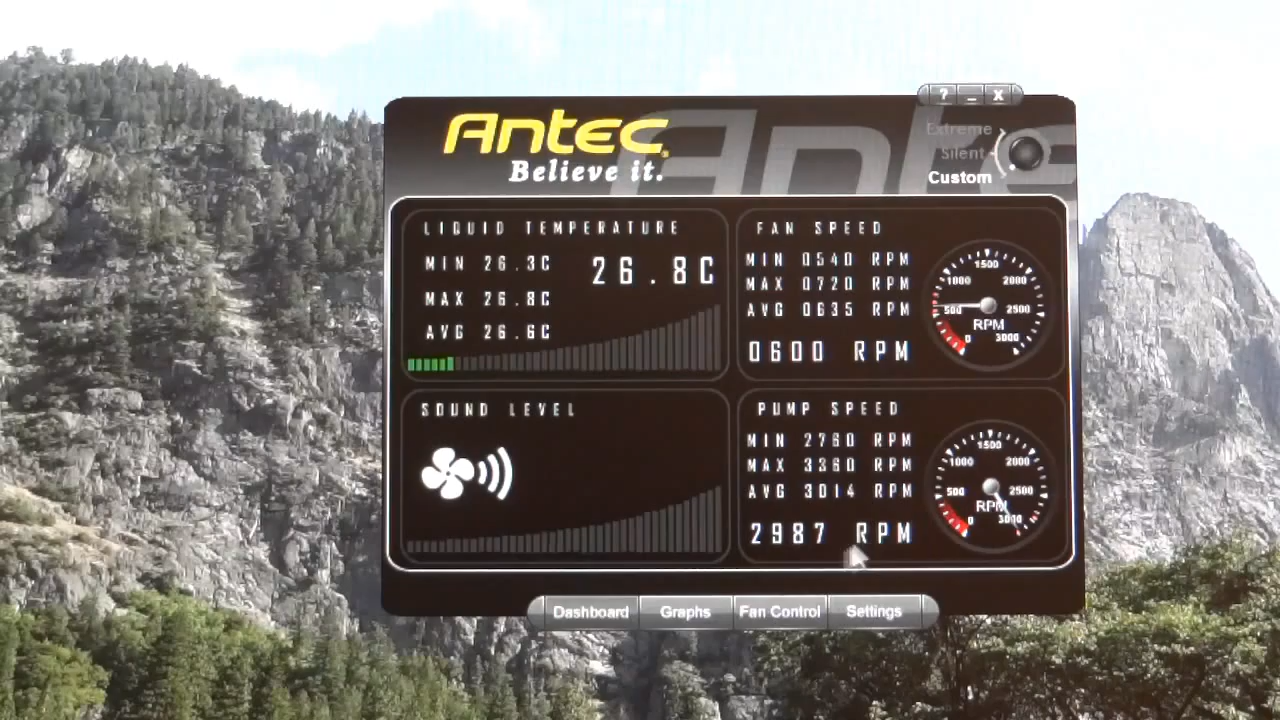 ? _ X
Antec
Believe it.
Extreme
Silent
Custom
LIQUID TEMPERATURE
MIN 26.3C
26.8C
MAX 26.8C
AVG 26.6C
FAN SPEED
MIN 0540 RPM
MAX 0720 RPM
AVG 0635 RPM
0600 RPM
0 500 1000 1500 2000 2500 3000
RPM
SOUND LEVEL
PUMP SPEED
MIN 2760 RPM
MAX 3360 RPM
AVG 3014 RPM
2987 RPM
0 500 1000 1500 2000 2500 3000
RPM
Dashboard Graphs Fan Control Settings